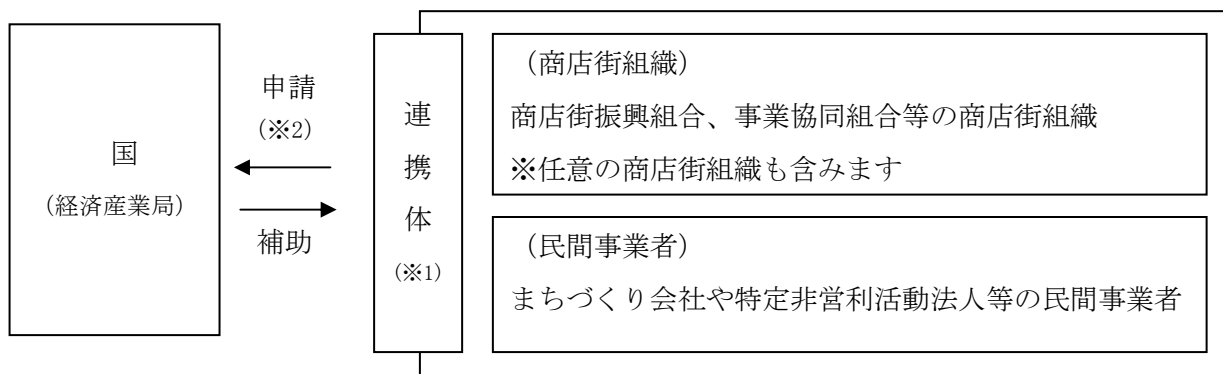 国
（経済産業局）
申請
（※2）
補助
連
携
体
（※1）
（商店街組織）
商店街振興組合、事業協同組合等の商店街組織
※任意の商店街組織も含みます
（民間事業者）
まちづくり会社や特定非営利活動法人等の民間事業者